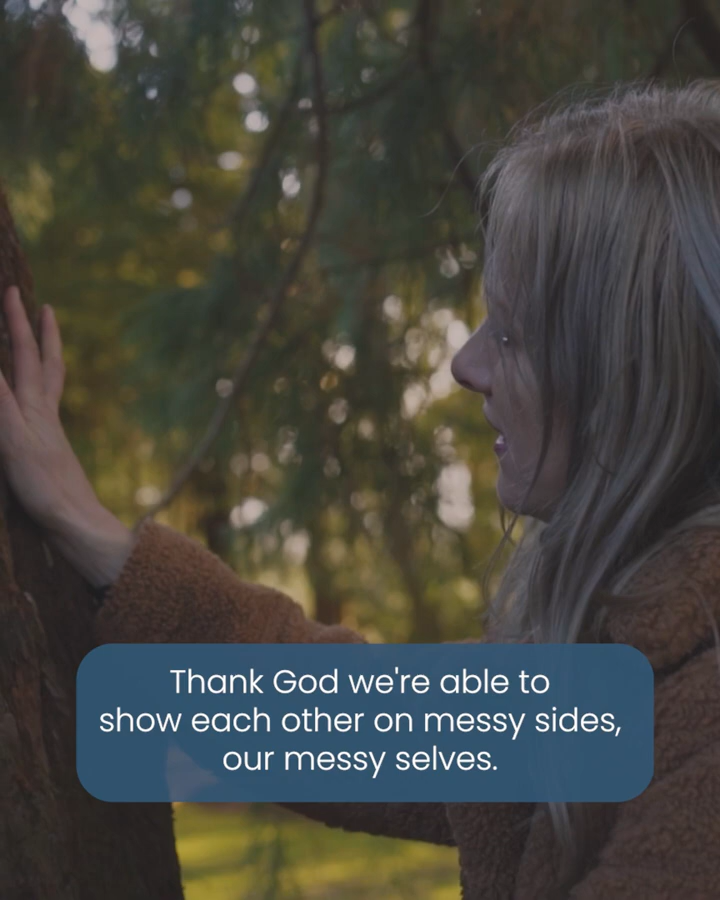 Thank God we're able to
show each other on messy sides,
our messy selves.